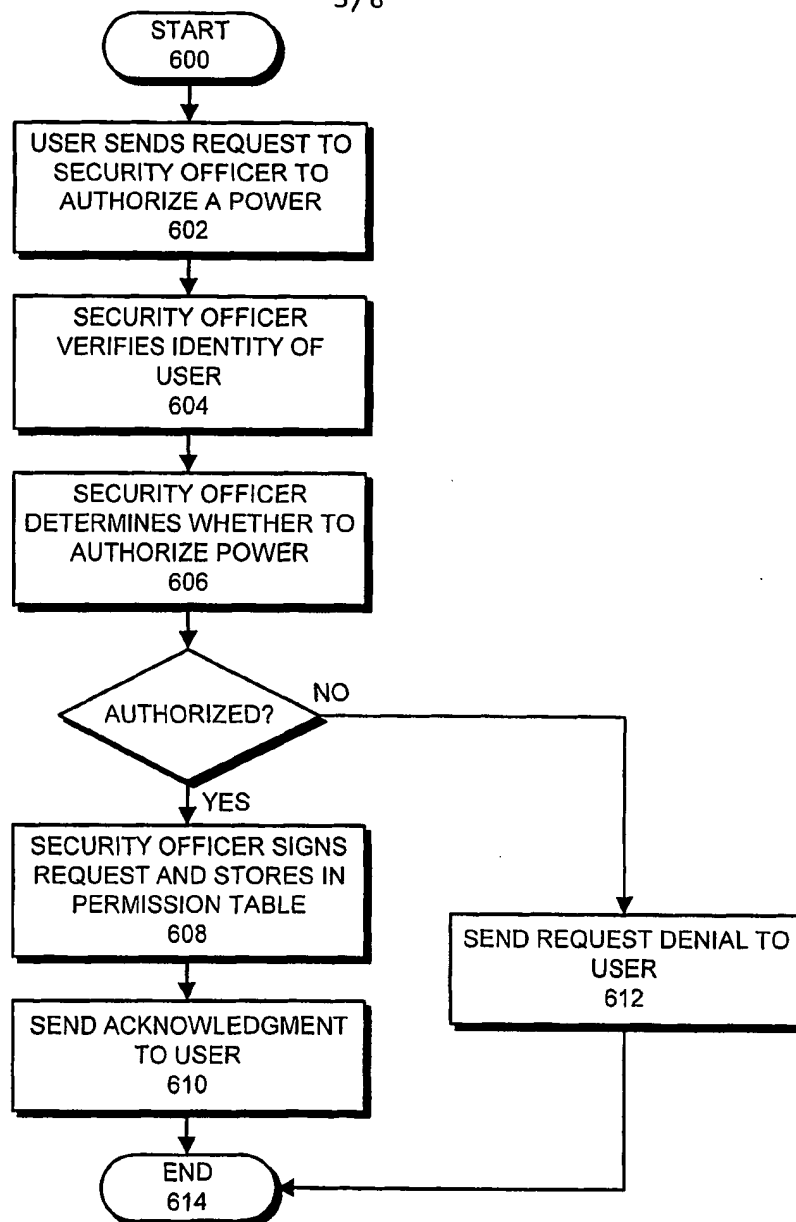 START
600
USER SENDS REQUEST TO
SECURITY OFFICER TO
AUTHORIZE A POWER
602
SECURITY OFFICER
VERIFIES IDENTITY OF
USER
604
SECURITY OFFICER
DETERMINES WHETHER TO
AUTHORIZE POWER
606
AUTHORIZED?
NO
YES
SECURITY OFFICER SIGNS
REQUEST AND STORES IN
PERMISSION TABLE
608
SEND REQUEST DENIAL TO
USER
612
SEND ACKNOWLEDGMENT
TO USER
610
END
614